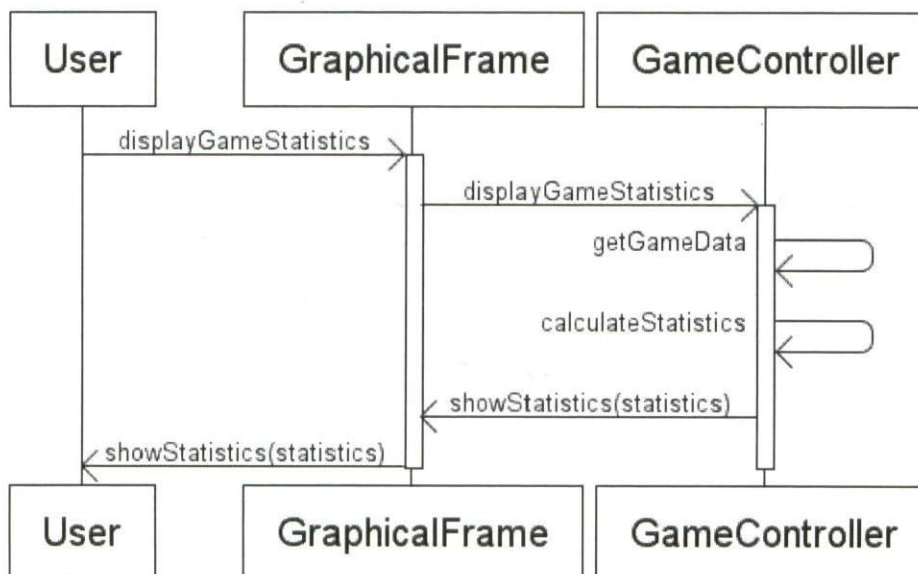 User
GraphicalFrame
GameController
displayGameStatistics
displayGameStatistics
getGameData
calculateStatistics
showStatistics(statistics)
showStatistics(statistics)
User
GraphicalFrame
GameController